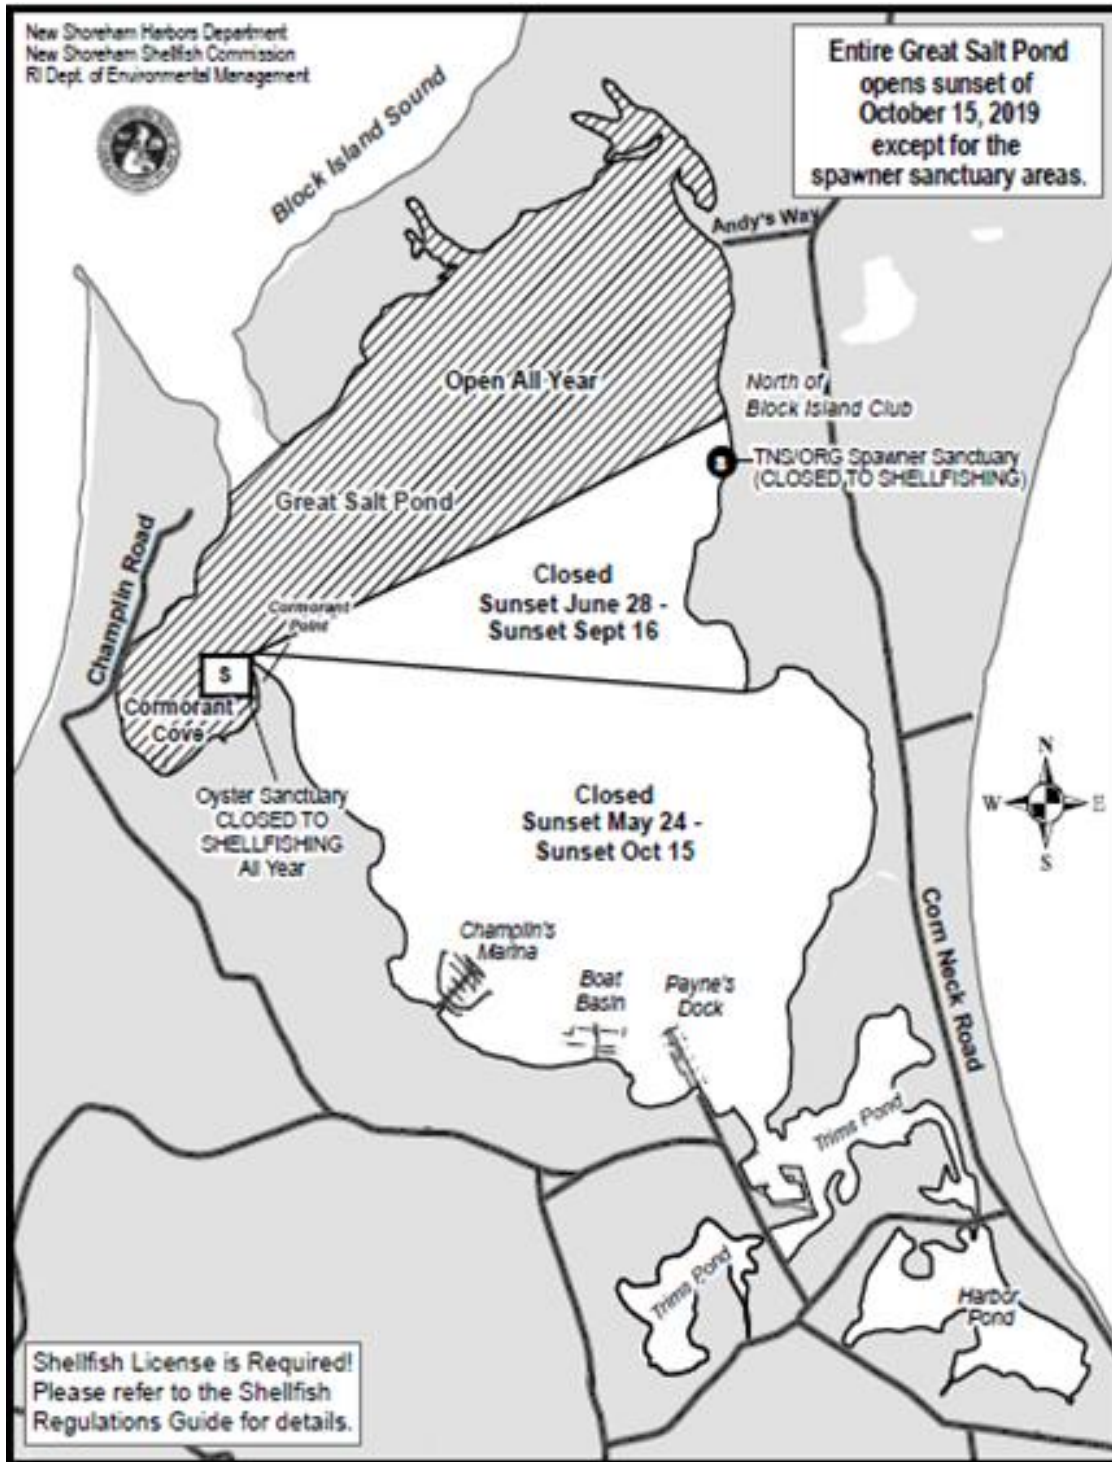 New Shoreham Harbors Department
New Shoreham Shellfish Commission
RI Dept. of Environmental Management
Entire Great Salt Pond
opens sunset of
October 15, 2019
except for the
spawner sanctuary areas.
Block Island Sound
Andy's Way
Open All Year
North of
Block Island Club
S
TNS/ORG Spawner Sanctuary
(CLOSED TO SHELLFISHING)
Great Salt Pond
Champlin Road
Closed
Sunset June 28 -
Sunset Sept 16
Cormorant
Point
S
Cormorant
Cove
Oyster Sanctuary
CLOSED TO
SHELLFISHING
All Year
Closed
Sunset May 24 -
Sunset Oct 15
N
W
E
S
Corn Neck Road
Champlin's
Marina
Boat
Basin
Payne's
Dock
Trims Pond
Trims Pond
Harbor
Pond
Shellfish License is Required!
Please refer to the Shellfish
Regulations Guide for details.